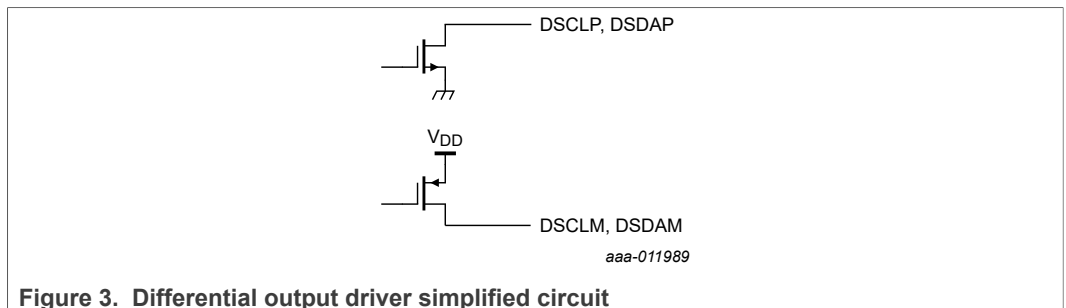 DSCLP, DSDAP
VDD
DSCLM, DSDAM
aaa-011989
Figure 3. Differential output driver simplified circuit